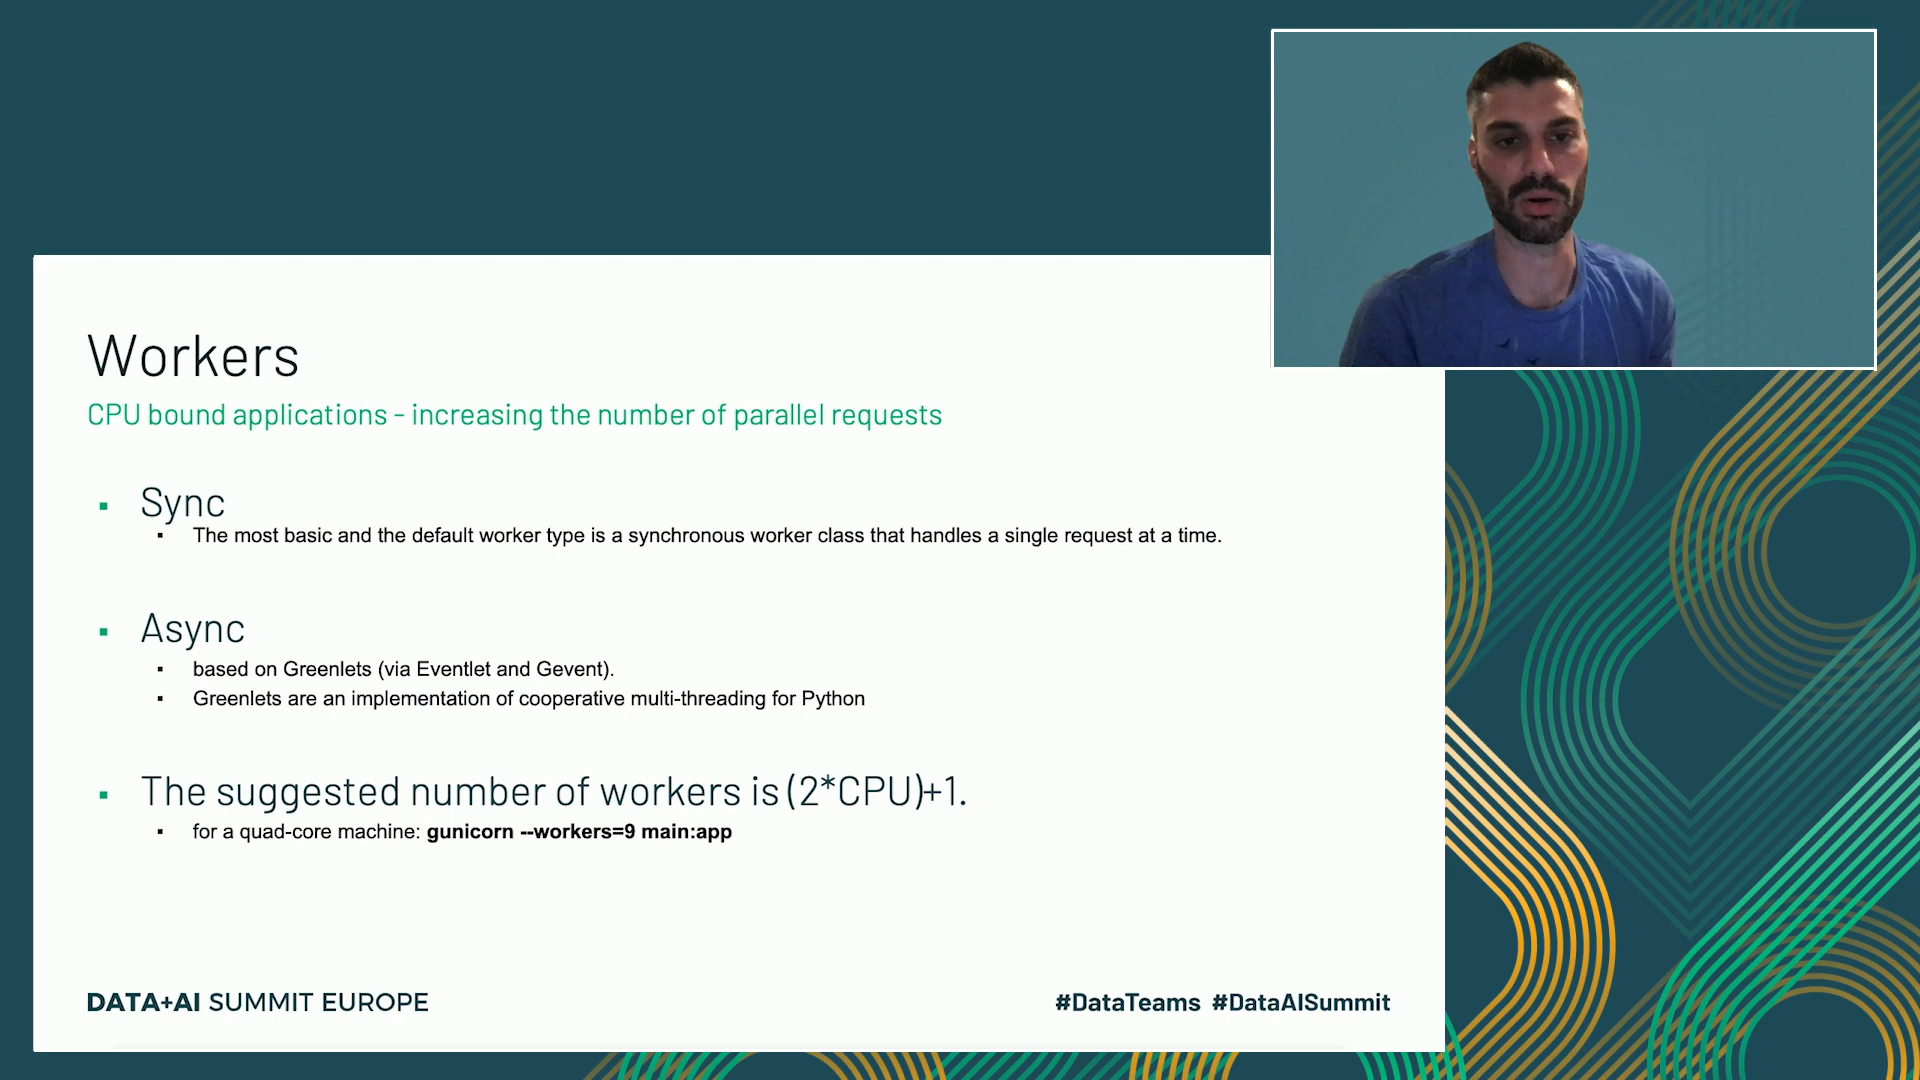 Workers
CPU bound applications - increasing the number of parallel requests
▪ Sync
▪ The most basic and the default worker type is a synchronous worker class that handles a single request at a time.
▪ Async
▪ based on Greenlets (via Eventlet and Gevent).
▪ Greenlets are an implementation of cooperative multi-threading for Python
▪ The suggested number of workers is (2*CPU)+1.
▪ for a quad-core machine: gunicorn --workers=9 main:app
DATA+AI SUMMIT EUROPE
#DataTeams #DataAISummit